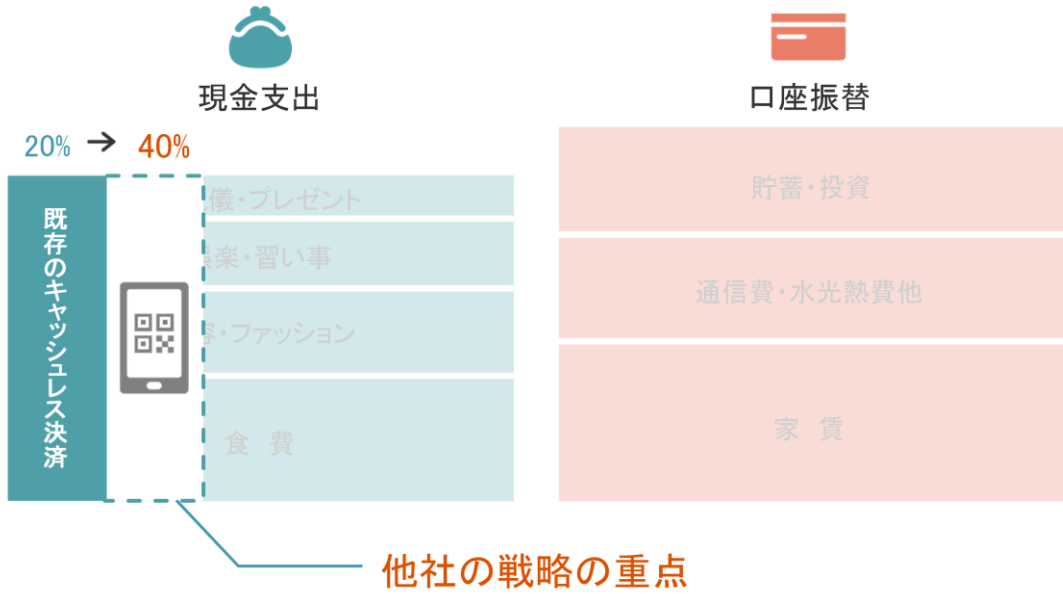 現金支出
口座振替
20% → 40%
既存のキャッシュレス決済
儀・プレゼント
楽・習い事
・ファッション
食 費
貯蓄・投資
通信費・水光熱費他
家 賃
他社の戦略の重点